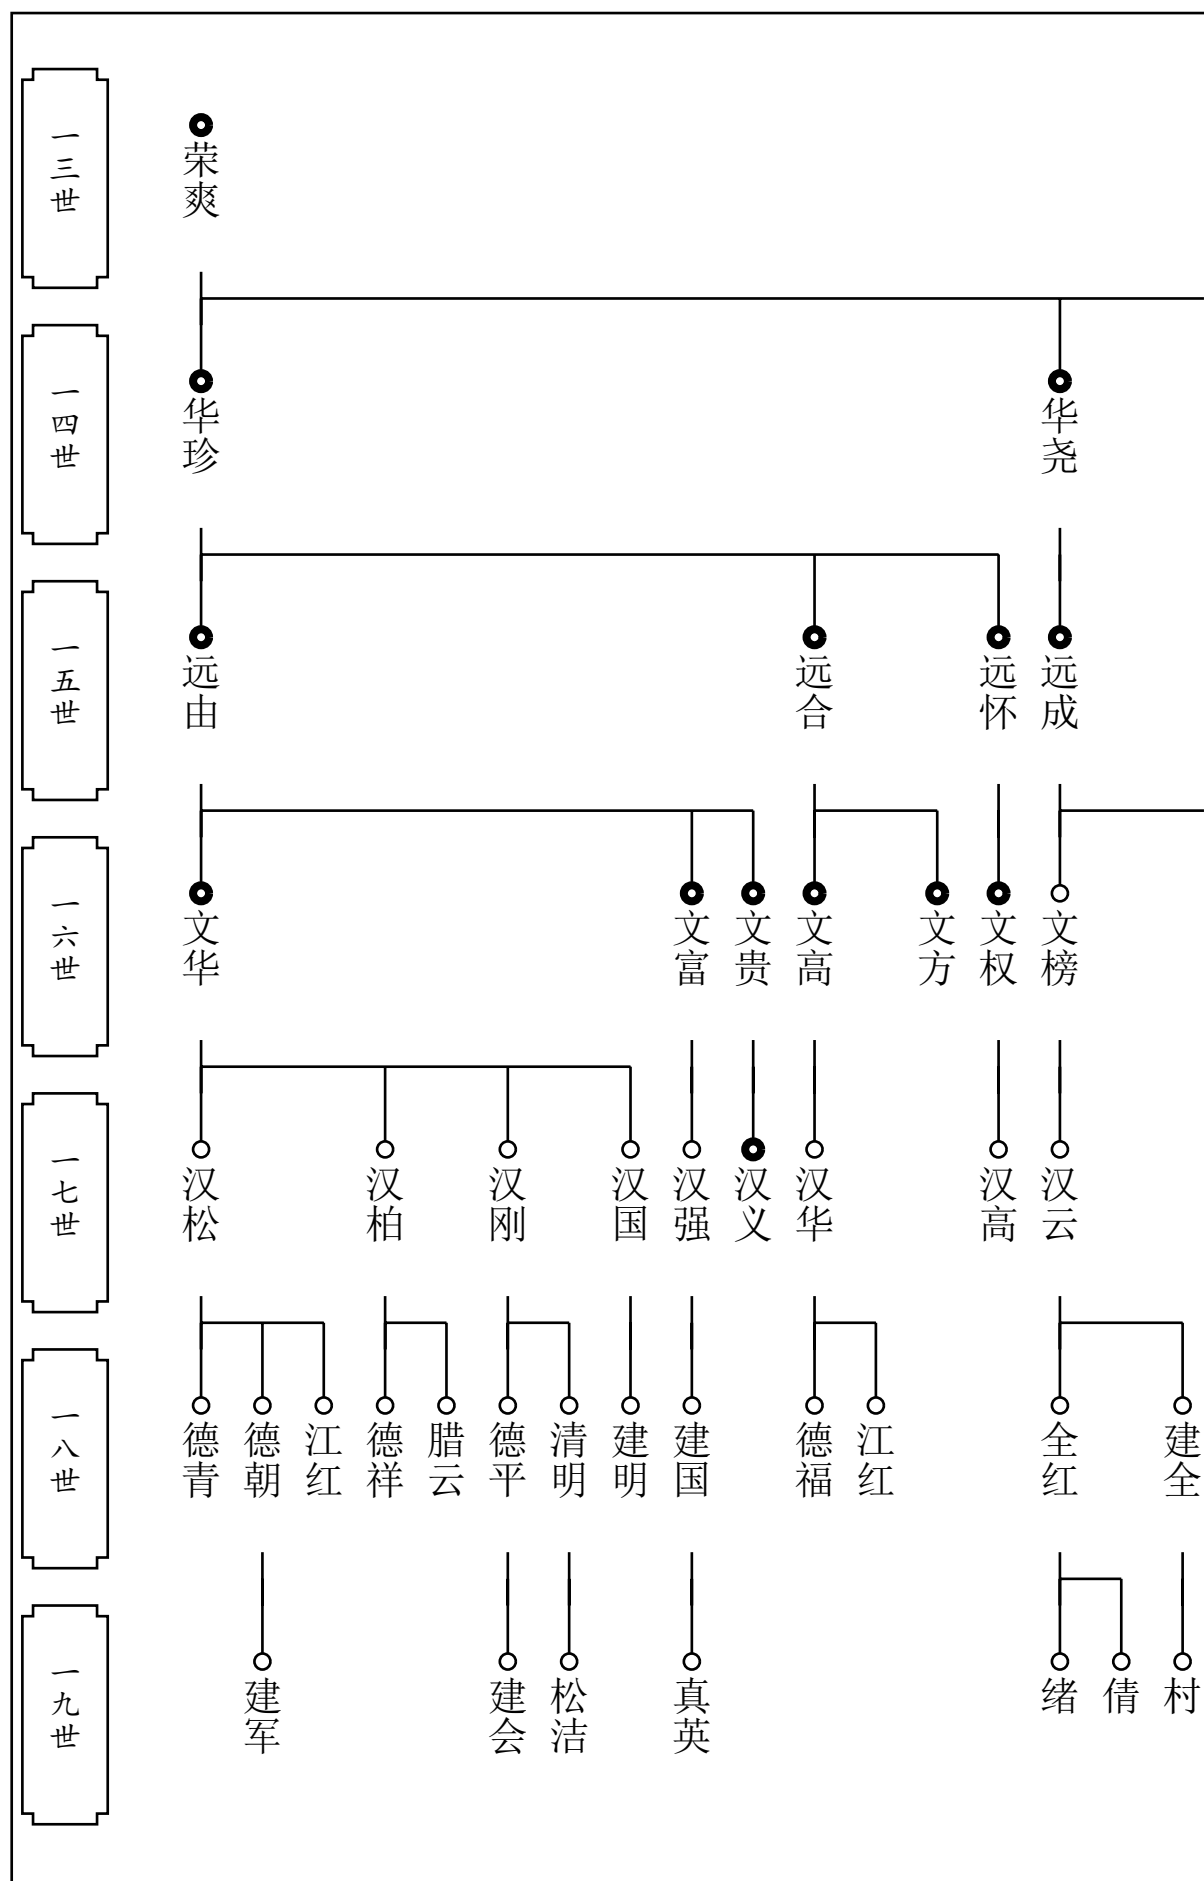 一三世
荣爽
一四世
华珍
华尧
一五世
远由
远合
远怀
远成
一六世
文华
文富
文贵
文高
文方
文权
文榜
一七世
汉松
汉柏
汉刚
汉国
汉强
汉义
汉华
汉高
汉云
一八世
德青
德朝
江红
德祥
腊云
德平
清明
建明
建国
德福
江红
全红
建全
一九世
建军
建会
松洁
真英
绪
倩
村